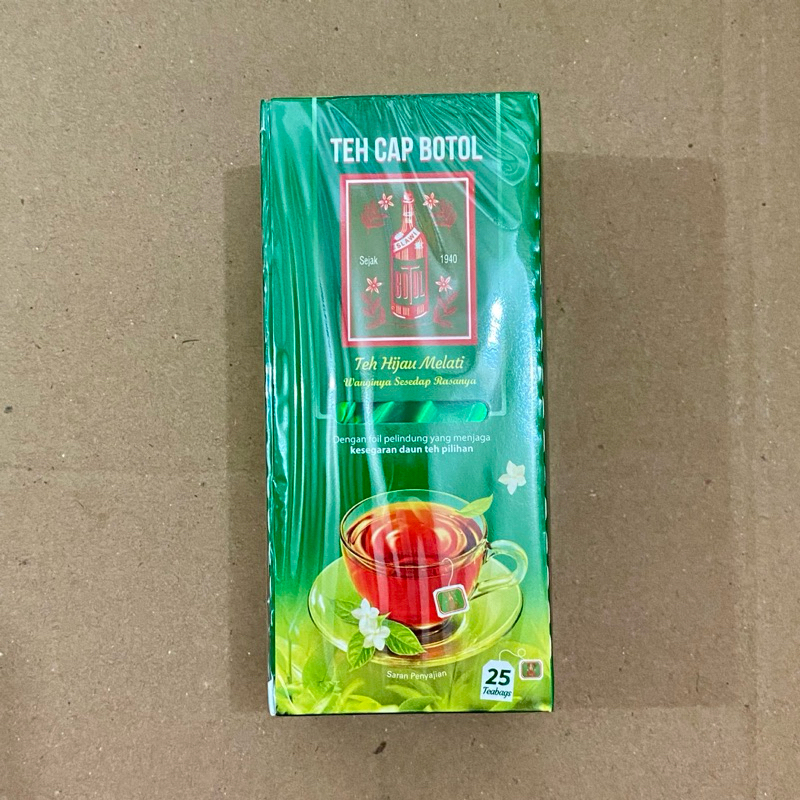 TEH CAP BOTOL
SLAWI
Sejak 1940
BOTOL
Teh Hijau Melati
Wanginya Sesedap Rasanya
Dengan foil pelindung yang menjaga
kesegaran daun teh pilihan
Saran Penyajian
25
Teabags